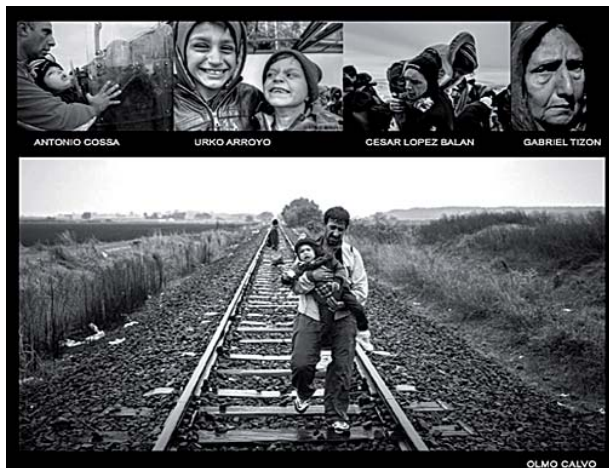 ANTONIO COSSA
URKO ARROYO
CESAR LOPEZ BALAN
GABRIEL TIZON
OLMO CALVO